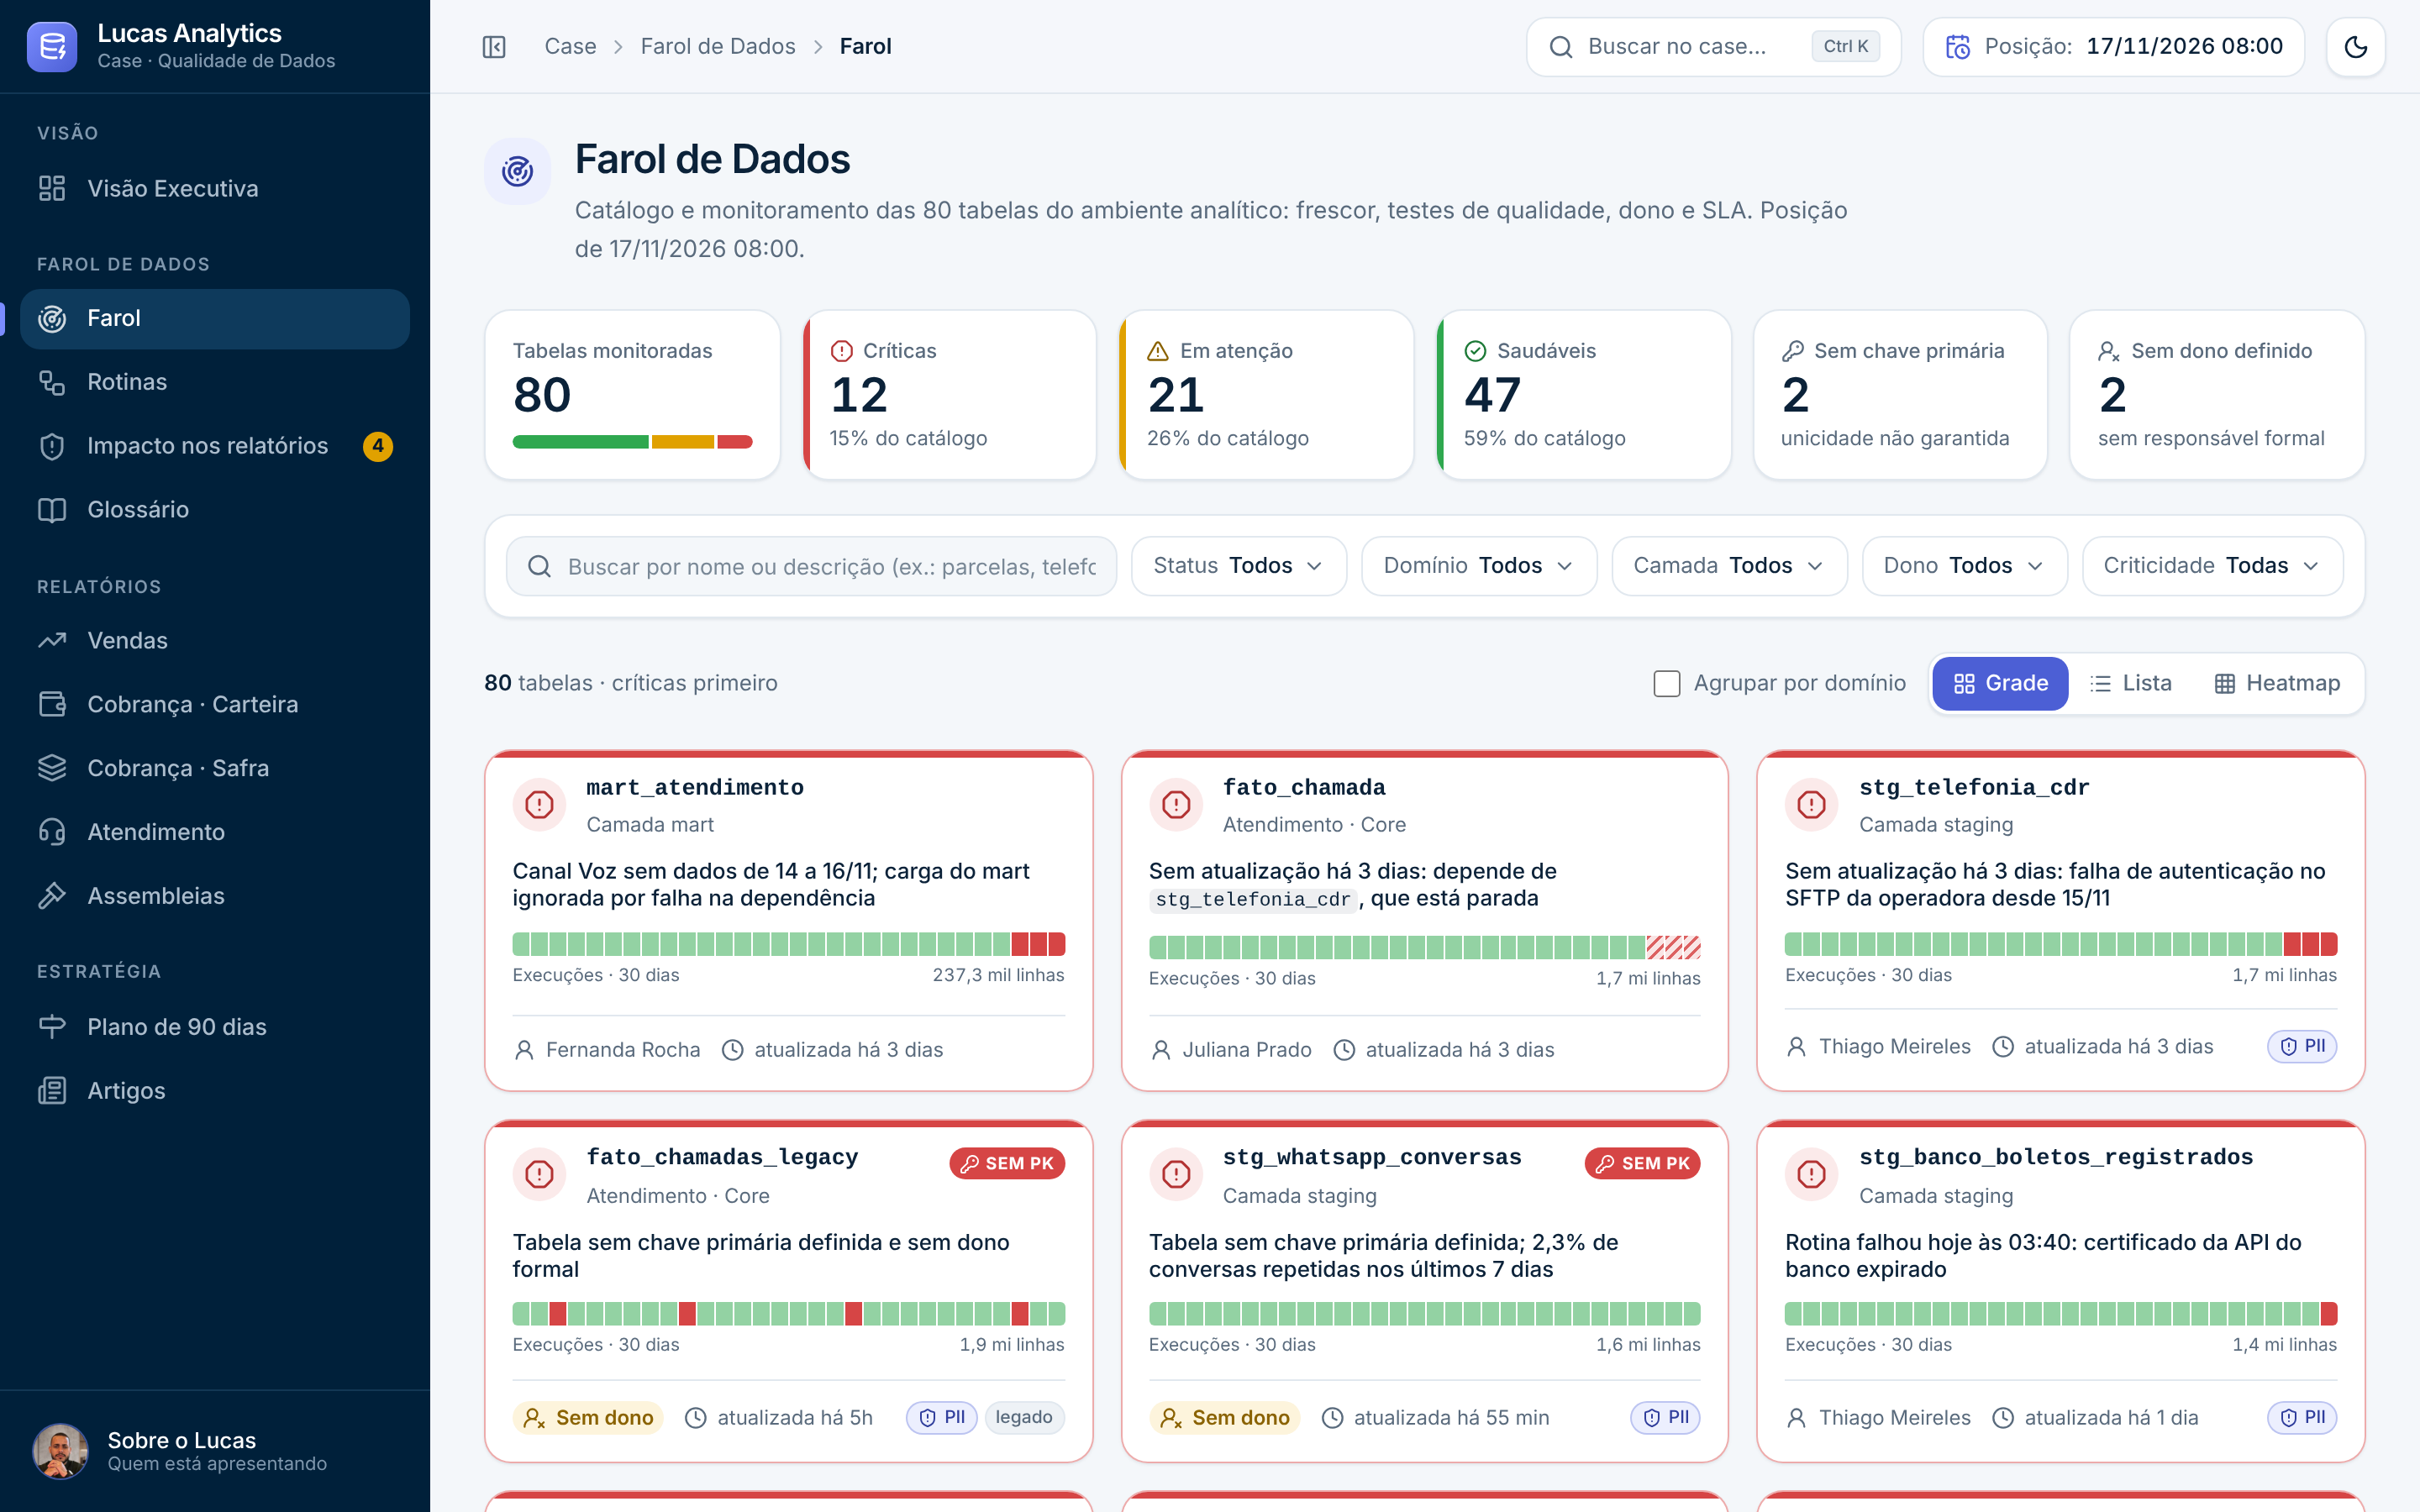 Lucas Analytics
Case · Qualidade de Dados
VISÃO
Visão Executiva
FAROL DE DADOS
Farol
Rotinas
Impacto nos relatórios 4
Glossário
RELATÓRIOS
Vendas
Cobrança · Carteira
Cobrança · Safra
Atendimento
Assembleias
ESTRATÉGIA
Plano de 90 dias
Artigos
Sobre o Lucas
Quem está apresentando
Case > Farol de Dados > Farol
Buscar no case... Ctrl K
Posição: 17/11/2026 08:00
Farol de Dados
Catálogo e monitoramento das 80 tabelas do ambiente analítico: frescor, testes de qualidade, dono e SLA. Posição
de 17/11/2026 08:00.
Tabelas monitoradas
80
Críticas
12
15% do catálogo
Em atenção
21
26% do catálogo
Saudáveis
47
59% do catálogo
Sem chave primária
2
unicidade não garantida
Sem dono definido
2
sem responsável formal
Buscar por nome ou descrição (ex.: parcelas, telefc
Status Todos
Domínio Todos
Camada Todos
Dono Todos
Criticidade Todas
80 tabelas · críticas primeiro
Agrupar por domínio
Grade
Lista
Heatmap
mart_atendimento
Camada mart
Canal Voz sem dados de 14 a 16/11; carga do mart
ignorada por falha na dependência
Execuções · 30 dias 237,3 mil linhas
Fernanda Rocha atualizada há 3 dias
fato_chamada
Atendimento · Core
Sem atualização há 3 dias: depende de
stg_telefonia_cdr, que está parada
Execuções · 30 dias 1,7 mi linhas
Juliana Prado atualizada há 3 dias
stg_telefonia_cdr
Camada staging
Sem atualização há 3 dias: falha de autenticação no
SFTP da operadora desde 15/11
Execuções · 30 dias 1,7 mi linhas
Thiago Meireles atualizada há 3 dias PII
fato_chamadas_legacy SEM PK
Atendimento · Core
Tabela sem chave primária definida e sem dono
formal
Execuções · 30 dias 1,9 mi linhas
Sem dono atualizada há 5h PII legado
stg_whatsapp_conversas SEM PK
Camada staging
Tabela sem chave primária definida; 2,3% de
conversas repetidas nos últimos 7 dias
Execuções · 30 dias 1,6 mi linhas
Sem dono atualizada há 55 min PII
stg_banco_boletos_registrados
Camada staging
Rotina falhou hoje às 03:40: certificado da API do
banco expirado
Execuções · 30 dias 1,4 mi linhas
Thiago Meireles atualizada há 1 dia PII